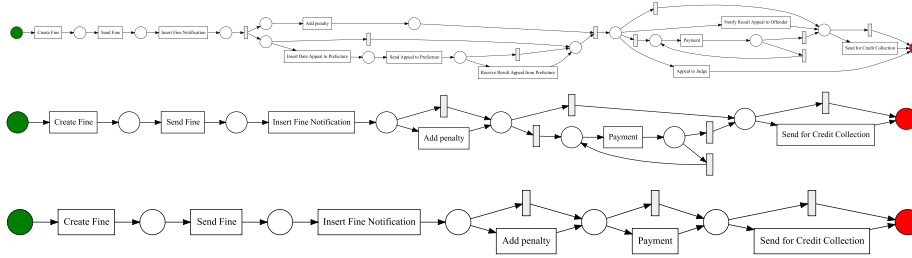 Create Fine
Send Fine
Insert Fine Notification
Add penalty
Insert Date Appeal to Prefecture
Send Appeal to Prefecture
Receive Result Appeal from Prefecture
Notify Result Appeal to Offender
Payment
Appeal to Judge
Send for Credit Collection
Create Fine
Send Fine
Insert Fine Notification
Add penalty
Payment
Send for Credit Collection
Create Fine
Send Fine
Insert Fine Notification
Add penalty
Payment
Send for Credit Collection